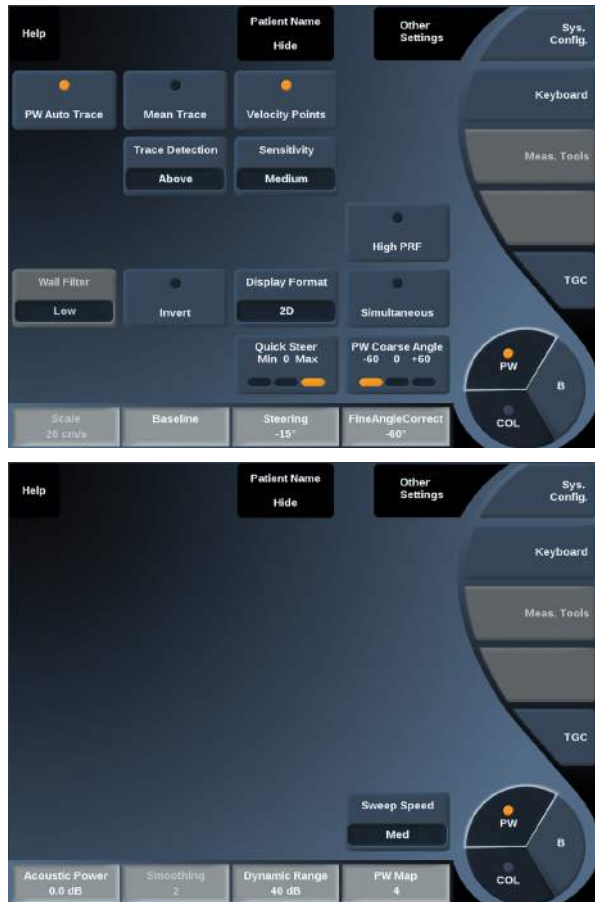 Help
Patient Name
Hide
Other
Settings
Sys.
Config.
PW Auto Trace
Mean Trace
Velocity Points
Keyboard
Trace Detection
Above
Sensitivity
Medium
Meas. Tools
High PRF
Wall Filter
Low
Invert
Display Format
2D
Simultaneous
TGC
Quick Steer
Min 0 Max
PW Coarse Angle
-60 0 +60
PW
B
COL
Scale
26 cm/s
Baseline
Steering
-15°
FineAngleCorrect
-60°
Help
Patient Name
Hide
Other
Settings
Sys.
Config.
Keyboard
Meas. Tools
TGC
Sweep Speed
Med
PW
B
COL
Acoustic Power
0.0 dB
Smoothing
2
Dynamic Range
40 dB
PW Map
4